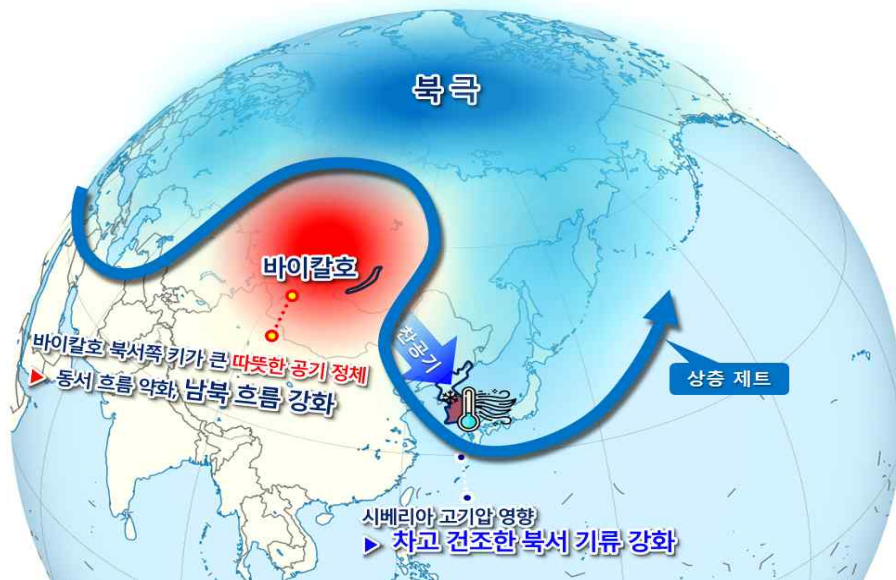 북극
바이칼호
찬공기
바이칼호 북서쪽 키가 큰 따뜻한 공기 정체
▶ 동서 흐름 약화, 남북 흐름 강화
상층 제트
시베리아 고기압 영향
▶ 차고 건조한 북서 기류 강화